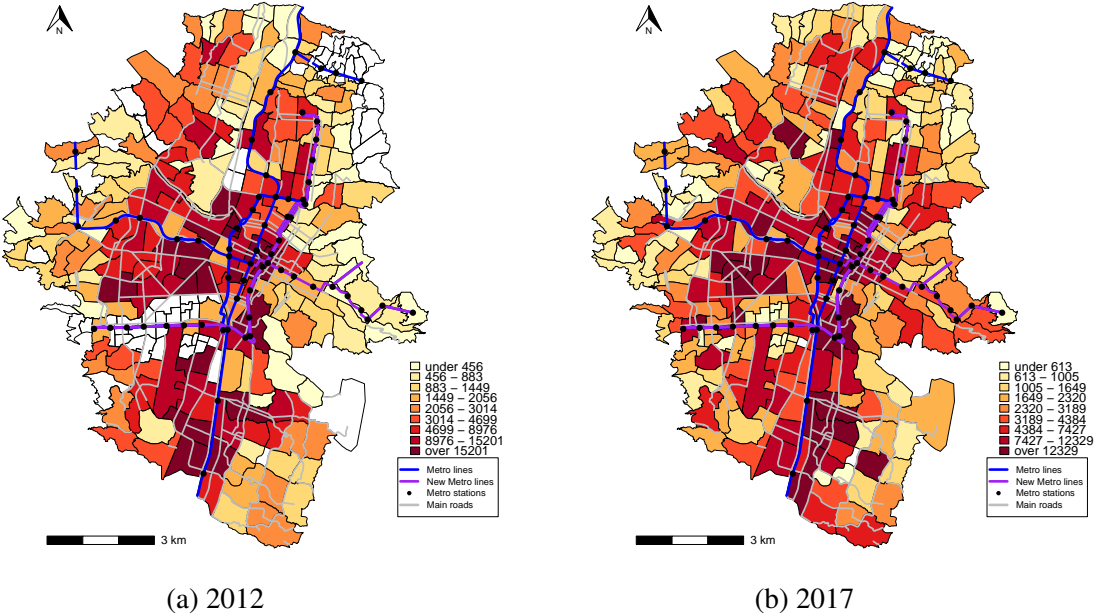 N
under 456
456 − 883
883 − 1449
1449 − 2056
2056 − 3014
3014 − 4699
4699 − 8976
8976 − 15201
over 15201
Metro lines
New Metro lines
Metro stations
Main roads
3 km
(a) 2012
N
under 613
613 − 1005
1005 − 1649
1649 − 2320
2320 − 3189
3189 − 4384
4384 − 7427
7427 − 12329
over 12329
Metro lines
New Metro lines
Metro stations
Main roads
3 km
(b) 2017